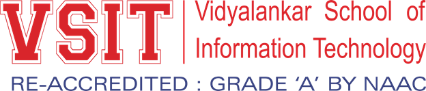 VSIT
Vidyalankar School of
Information Technology
RE-ACCREDITED : GRADE ‘A’ BY NAAC